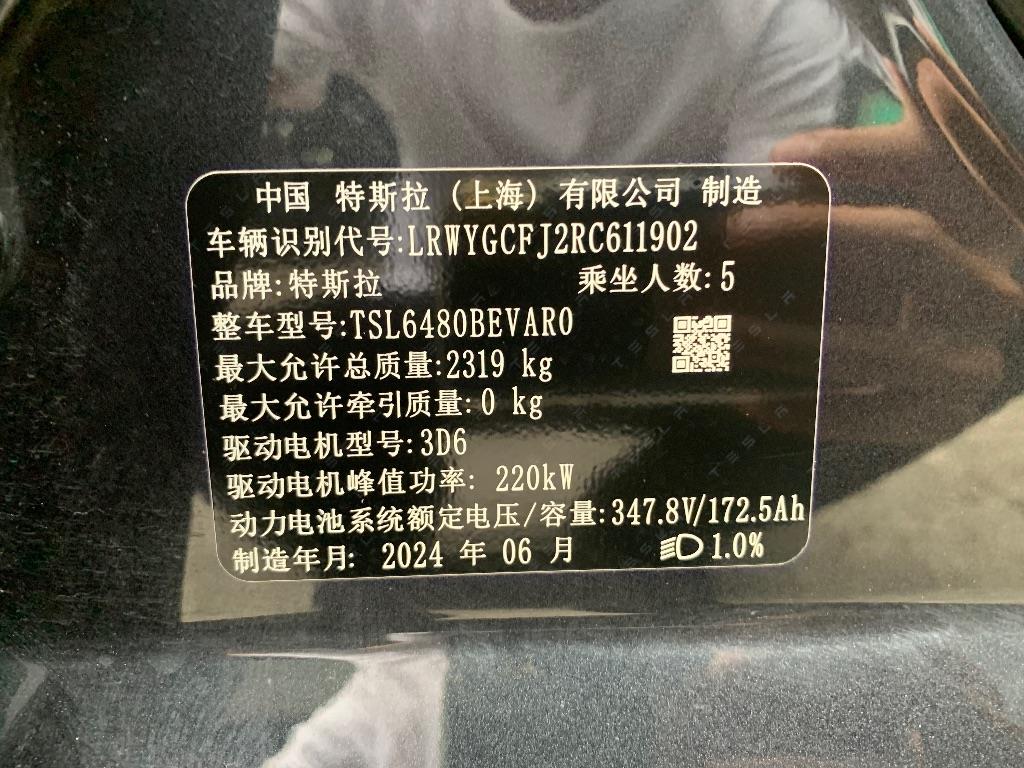 中国 特斯拉（上海）有限公司 制造
车辆识别代号:LRWYGCFJ2RC611902
品牌:特斯拉 乘坐人数:5
整车型号:TSL6480BEVAR0
最大允许总质量:2319 kg
最大允许牵引质量:0 kg
驱动电机型号:3D6
驱动电机峰值功率: 220kW
动力电池系统额定电压/容量:347.8V/172.5Ah
制造年月: 2024 年 06 月 1.0%